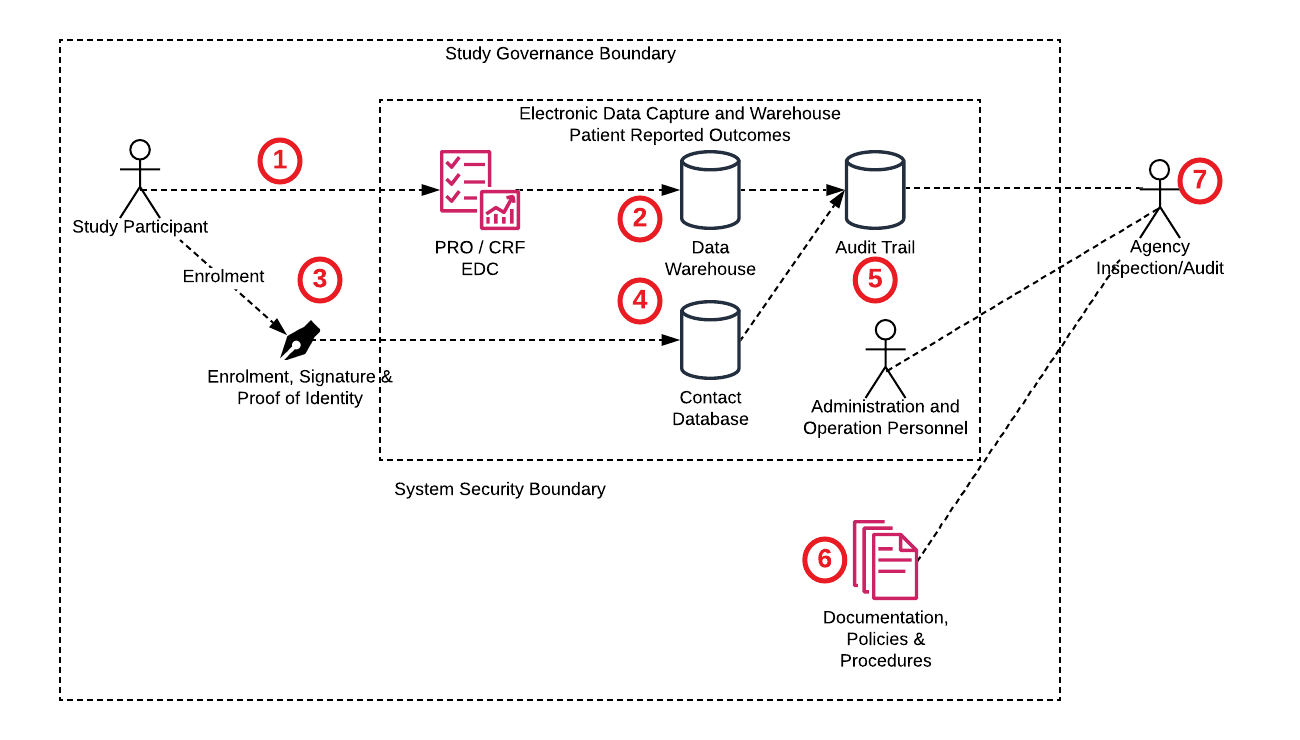 Study Governance Boundary
Electronic Data Capture and Warehouse
Patient Reported Outcomes
1
7
Study Participant
2
PRO / CRF
EDC
Data
Warehouse
Audit Trail
Agency
Inspection/Audit
Enrolment
3
4
5
Enrolment, Signature &
Proof of Identity
Contact
Database
Administration and
Operation Personnel
System Security Boundary
6
Documentation,
Policies &
Procedures